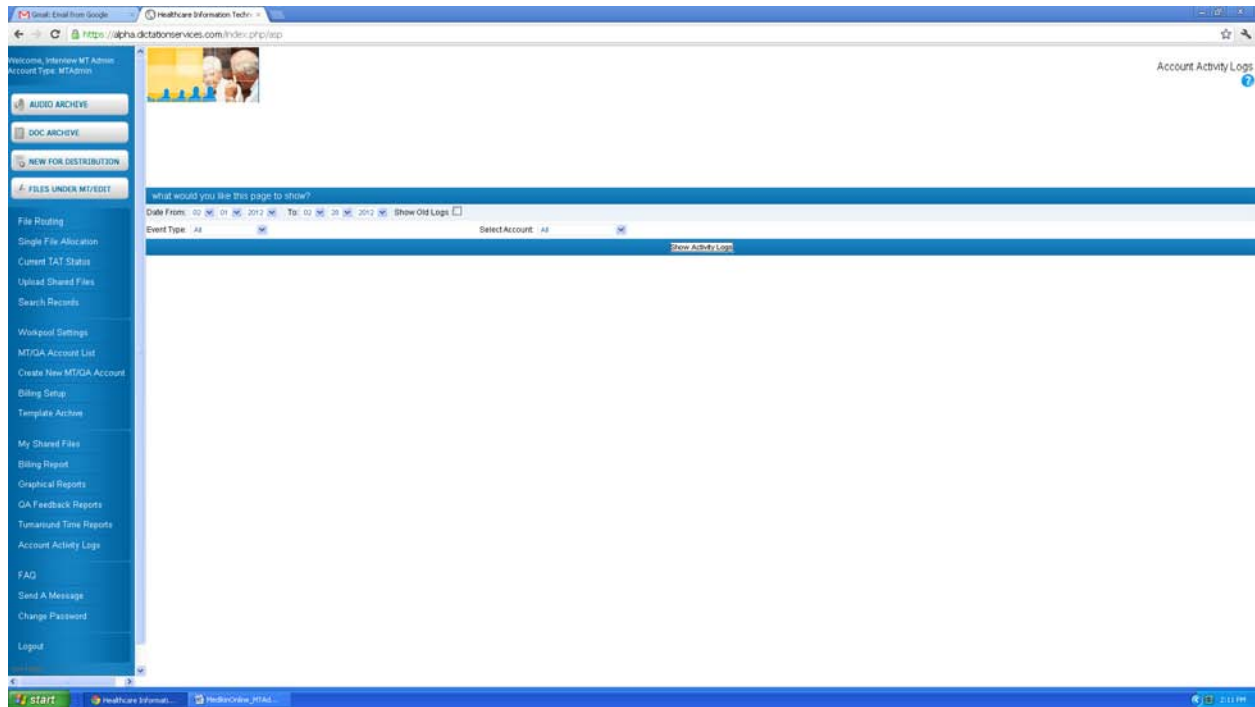 Gmail: Email from Google
Healthcare Information Techn
https://alpha.dictationservices.com/index.php/asp
Welcome, Interview MT Admin
Account Type: MTAdmin
AUDIO ARCHIVE
DOC ARCHIVE
NEW FOR DISTRIBUTION
FILES UNDER MT/EDIT
File Routing
Single File Allocation
Current TAT Status
Upload Shared Files
Search Records
Workpool Settings
MT/QA Account List
Create New MT/QA Account
Billing Setup
Template Archive
My Shared Files
Billing Report
Graphical Reports
QA Feedback Reports
Turnaround Time Reports
Account Activity Logs
FAQ
Send A Message
Change Password
Logout
Account Activity Logs
?
what would you like this page to show?
Date From: 02 01 2012 To: 02 28 2012 Show Old Logs
Event Type: All Select Account: All
Show Activity Logs
start
Healthcare Informati...
MedkinOnline_MTAd...
2:11 PM